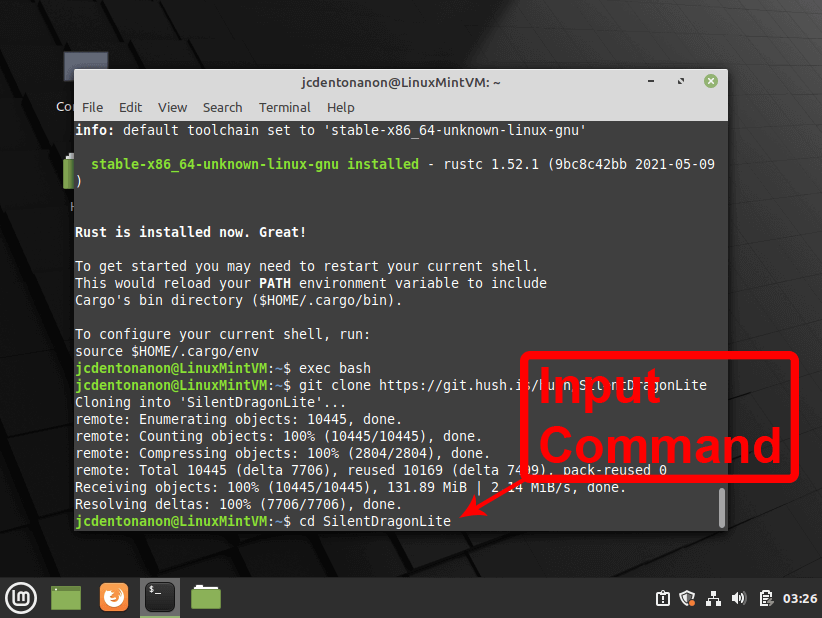 jcdentonanon@LinuxMintVM: ~
Co
File Edit View Search Terminal Help
info: default toolchain set to 'stable-x86_64-unknown-linux-gnu'
stable-x86_64-unknown-linux-gnu installed - rustc 1.52.1 (9bc8c42bb 2021-05-09
)
H
Rust is installed now. Great!
To get started you may need to restart your current shell.
This would reload your PATH environment variable to include
Cargo's bin directory ($HOME/.cargo/bin).
To configure your current shell, run:
source $HOME/.cargo/env
jcdentonanon@LinuxMintVM:~$ exec bash
jcdentonanon@LinuxMintVM:~$ git clone https://git.hush.is/hush/SilentDragonLite
Cloning into 'SilentDragonLite'...
remote: Enumerating objects: 10445, done.
remote: Counting objects: 100% (10445/10445), done.
remote: Compressing objects: 100% (2804/2804), done.
remote: Total 10445 (delta 7706), reused 10169 (delta 7499), pack-reused 0
Receiving objects: 100% (10445/10445), 131.89 MiB | 2.14 MiB/s, done.
Resolving deltas: 100% (7706/7706), done.
jcdentonanon@LinuxMintVM:~$ cd SilentDragonLite
Input
Command
$_
03:26